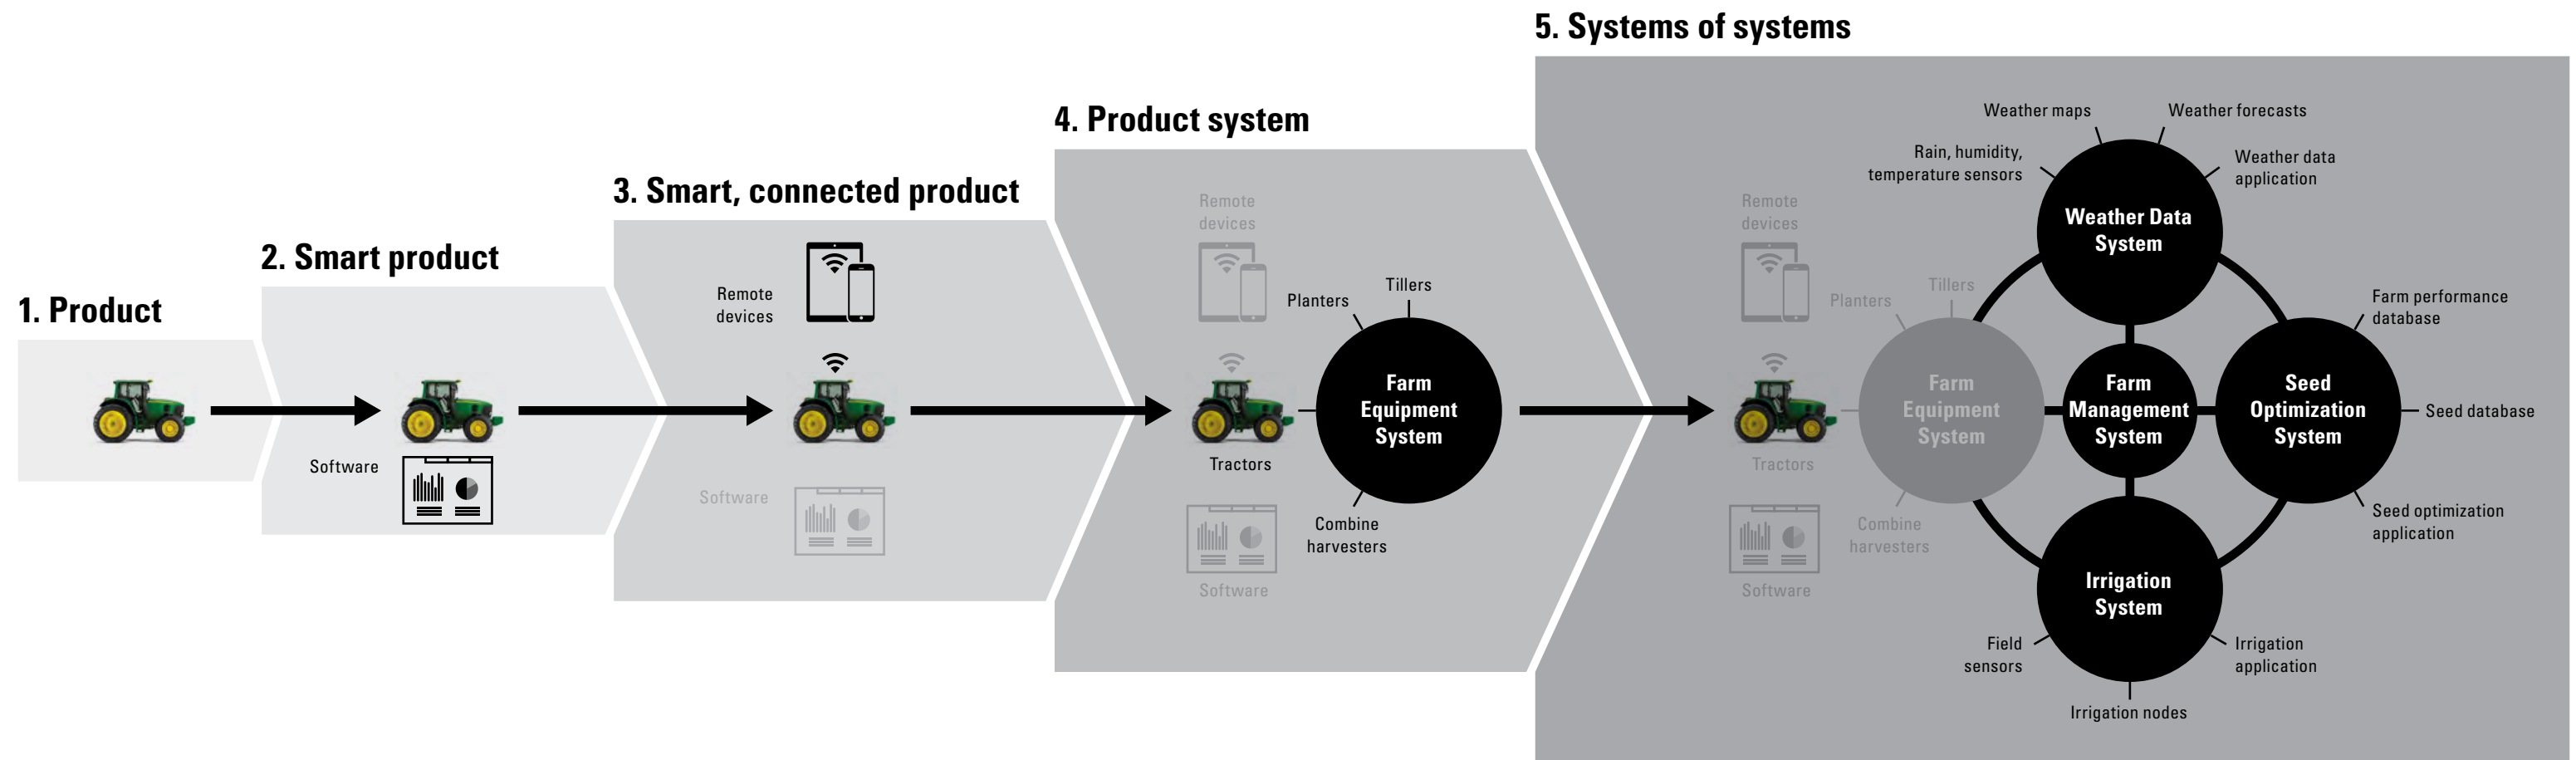 1. Product
2. Smart product
Software
3. Smart, connected product
Remote
devices
Software
4. Product system
Remote
devices
Planters
Tillers
Farm
Equipment
System
Tractors
Combine
harvesters
Software
5. Systems of systems
Remote
devices
Planters
Tillers
Farm
Equipment
System
Tractors
Combine
harvesters
Software
Weather maps
Weather forecasts
Rain, humidity,
temperature sensors
Weather data
application
Weather Data
System
Farm
Management
System
Farm performance
database
Seed
Optimization
System
Seed database
Seed optimization
application
Irrigation
System
Field
sensors
Irrigation
application
Irrigation nodes